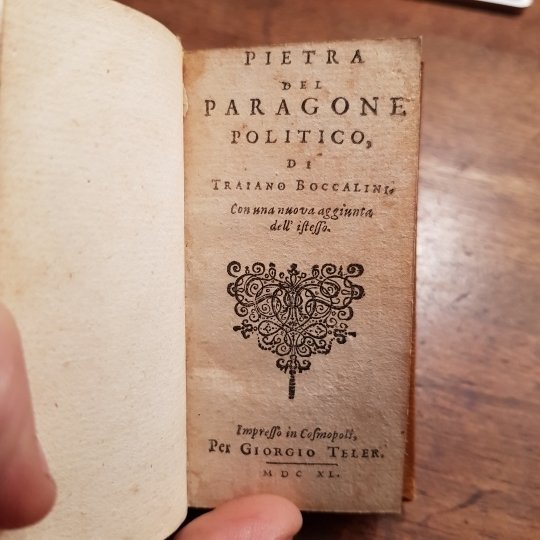 PIETRA
DEL
PARAGONE
POLITICO,
DI
TRAIANO BOCCALINI.
Con una nuova aggiunta
dell' iſteſſo.
Impreſſo in Coſmopoli,
Per GIORGIO TELER.
MDC XL.